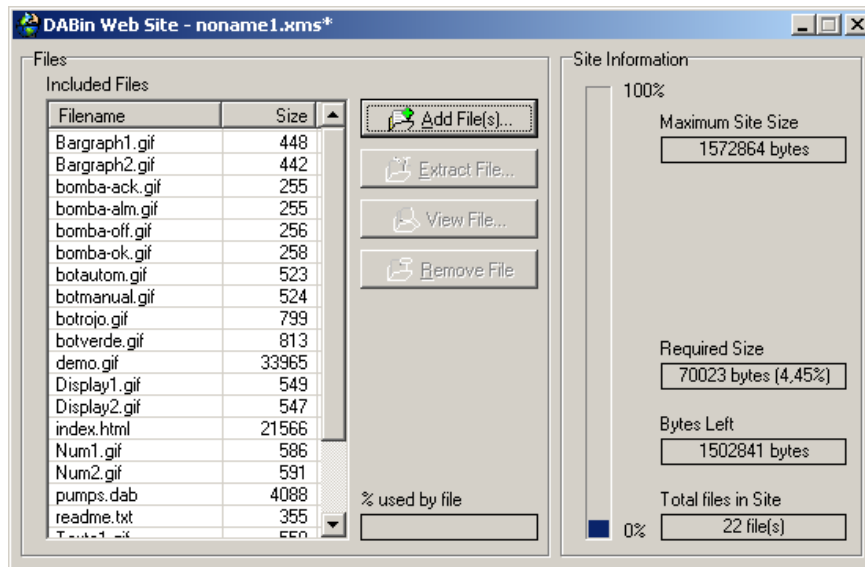 DABin Web Site - noname1.xms*
Files
Included Files
Filename Size
Bargraph1.gif 448
Bargraph2.gif 442
bomba-ack.gif 255
bomba-alm.gif 255
bomba-off.gif 256
bomba-ok.gif 258
botautom.gif 523
botmanual.gif 524
botrojo.gif 799
botverde.gif 813
demo.gif 33965
Display1.gif 549
Display2.gif 547
index.html 21566
Num1.gif 586
Num2.gif 591
pumps.dab 4088
readme.txt 355
Add File(s)...
Extract File...
View File...
Remove File
% used by file
Site Information
100%
Maximum Site Size
1572864 bytes
Required Size
70023 bytes (4,45%)
Bytes Left
1502841 bytes
Total files in Site
0% 22 file(s)